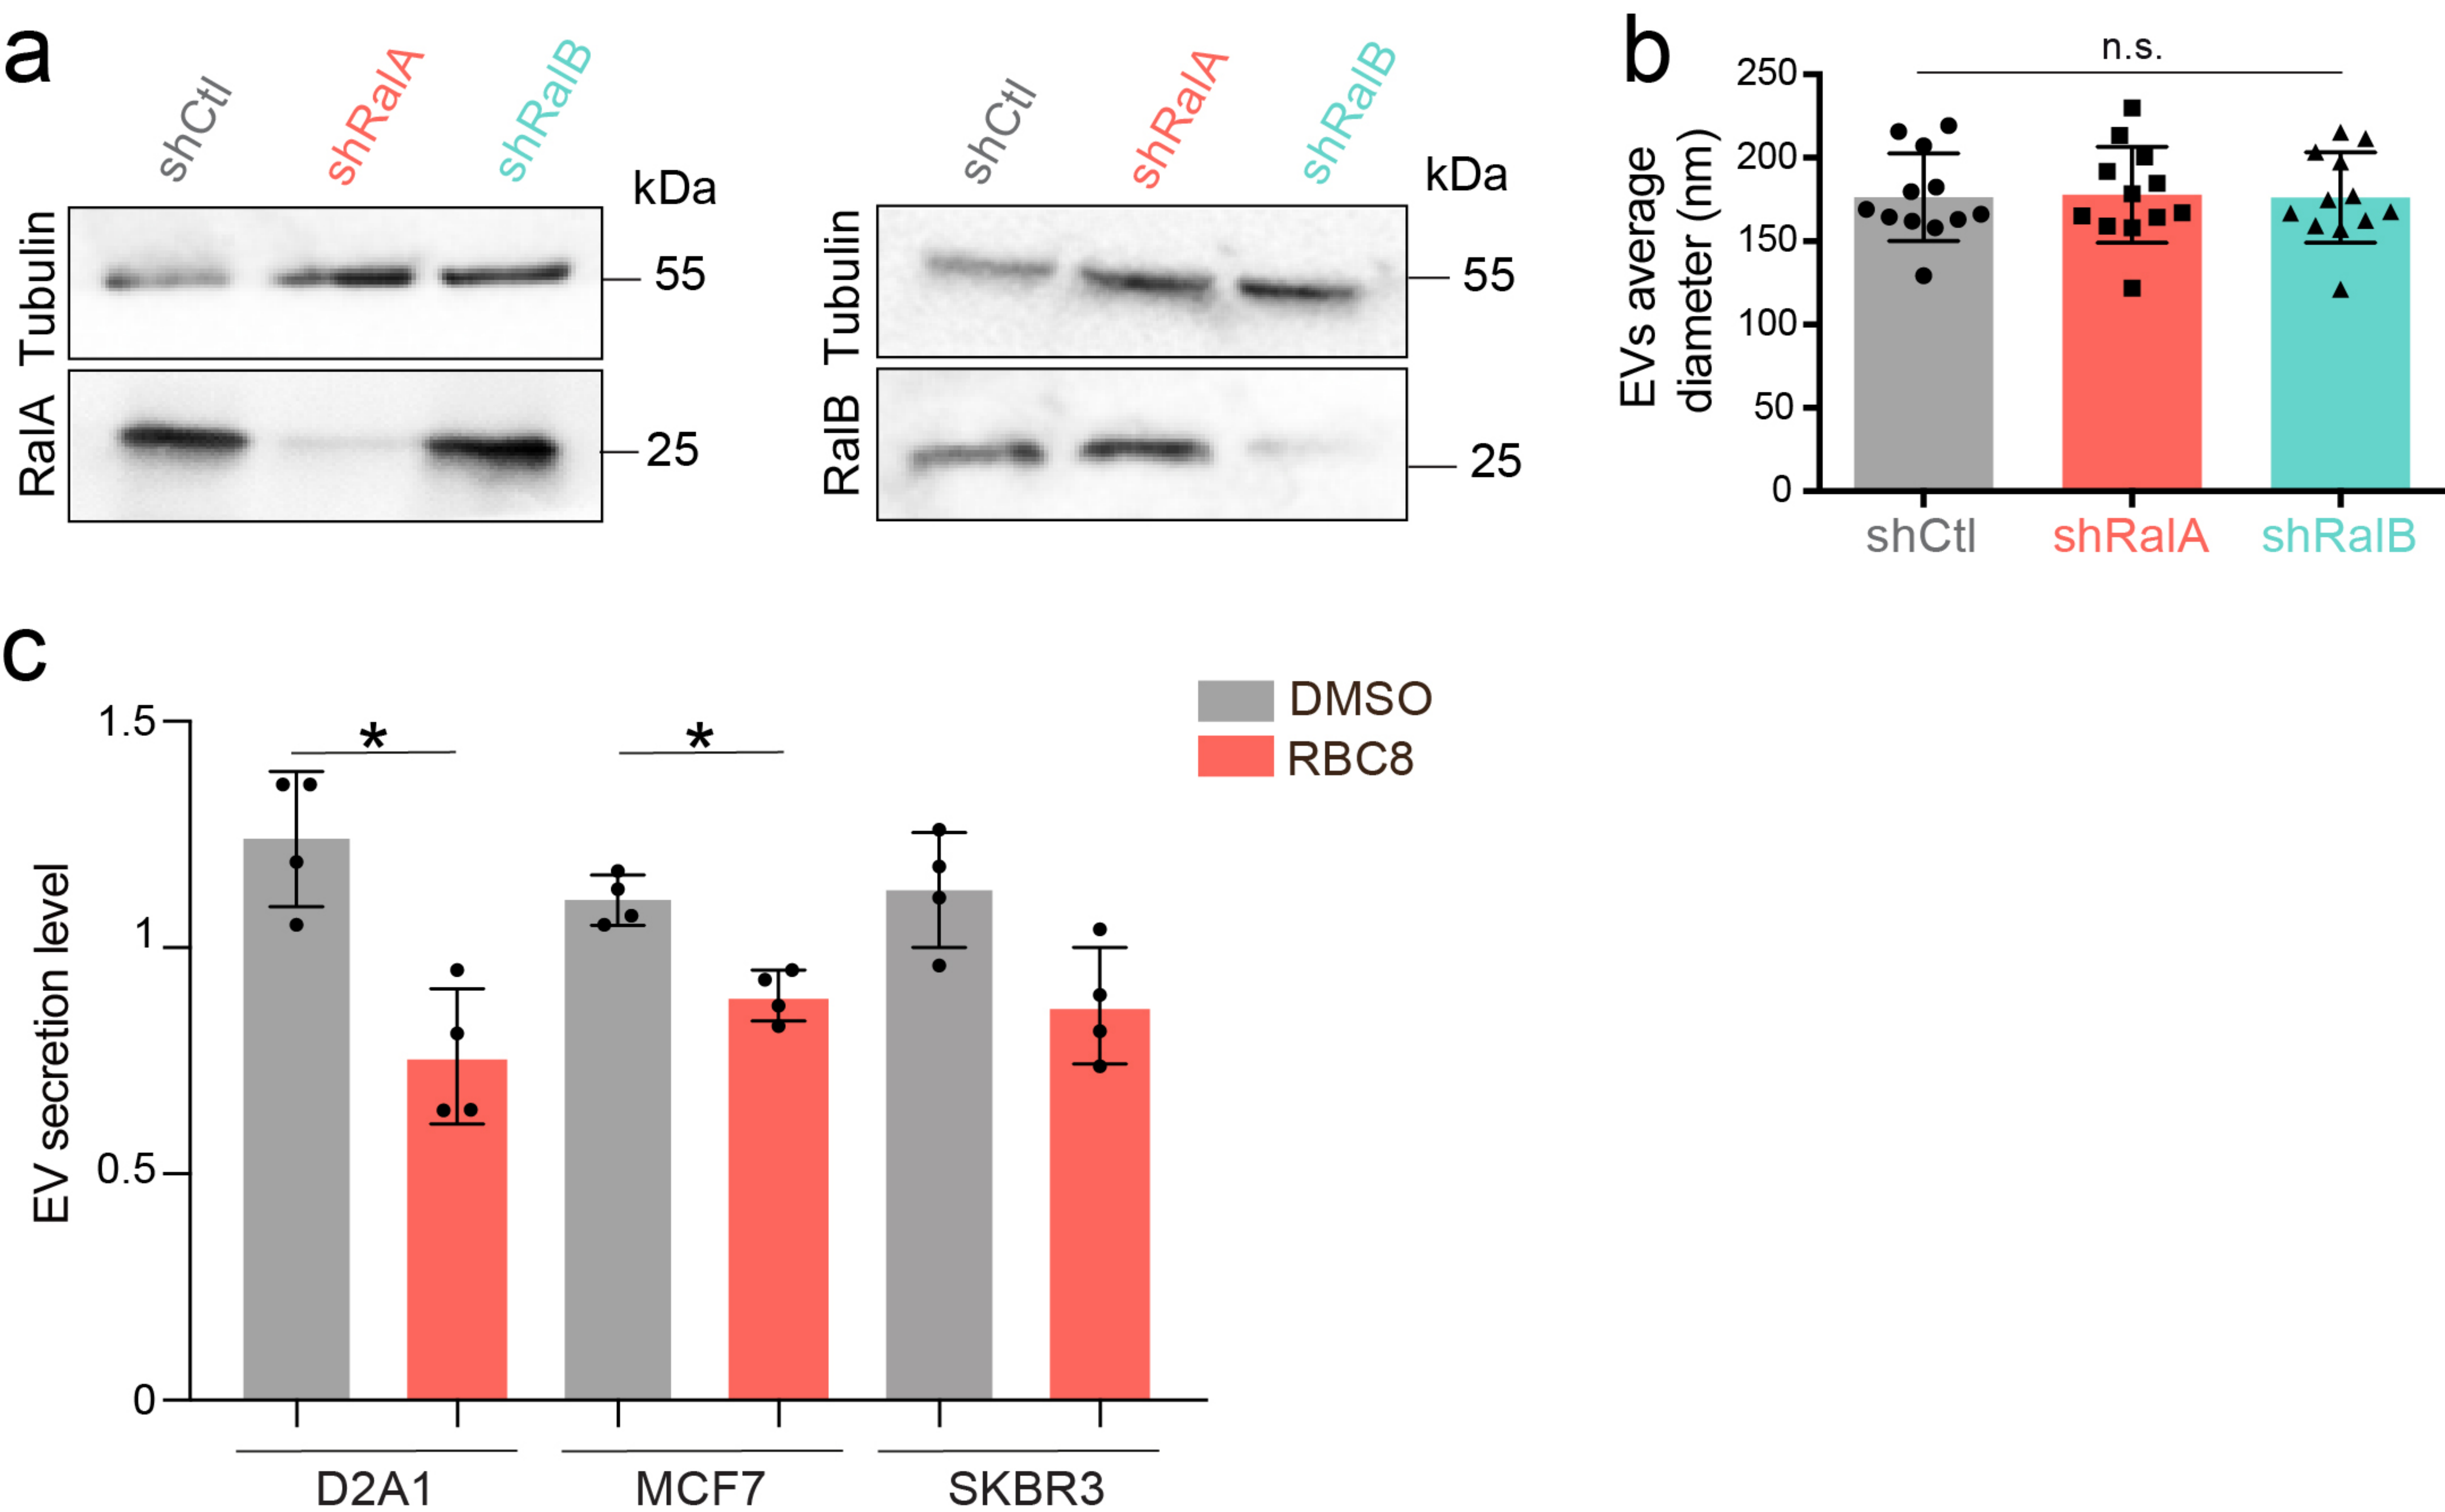 a
shCtl
shRalA
shRalB
kDa
Tubulin
55
RalA
25
shCtl
shRalA
shRalB
kDa
Tubulin
55
RalB
25
b
n.s.
EVs average
diameter (nm)
250
200
150
100
50
0
shCtl
shRalA
shRalB
c
DMSO
RBC8
EV secretion level
1.5
1
0.5
0
*
*
D2A1
MCF7
SKBR3